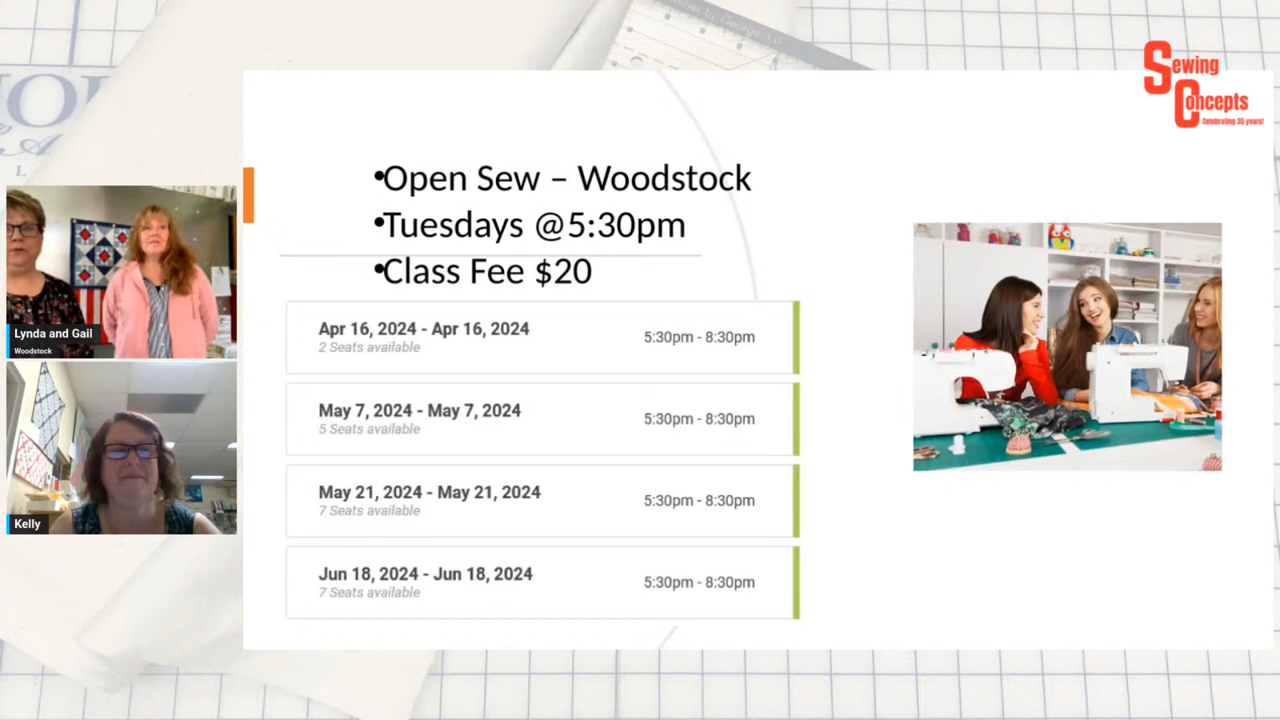 Sewing
Concepts
Celebrating 35 years!
•Open Sew – Woodstock
•Tuesdays @5:30pm
•Class Fee $20
Apr 16, 2024 - Apr 16, 2024
2 Seats available
5:30pm - 8:30pm
May 7, 2024 - May 7, 2024
5 Seats available
5:30pm - 8:30pm
May 21, 2024 - May 21, 2024
7 Seats available
5:30pm - 8:30pm
Jun 18, 2024 - Jun 18, 2024
7 Seats available
5:30pm - 8:30pm
Lynda and Gail
Woodstock
Kelly